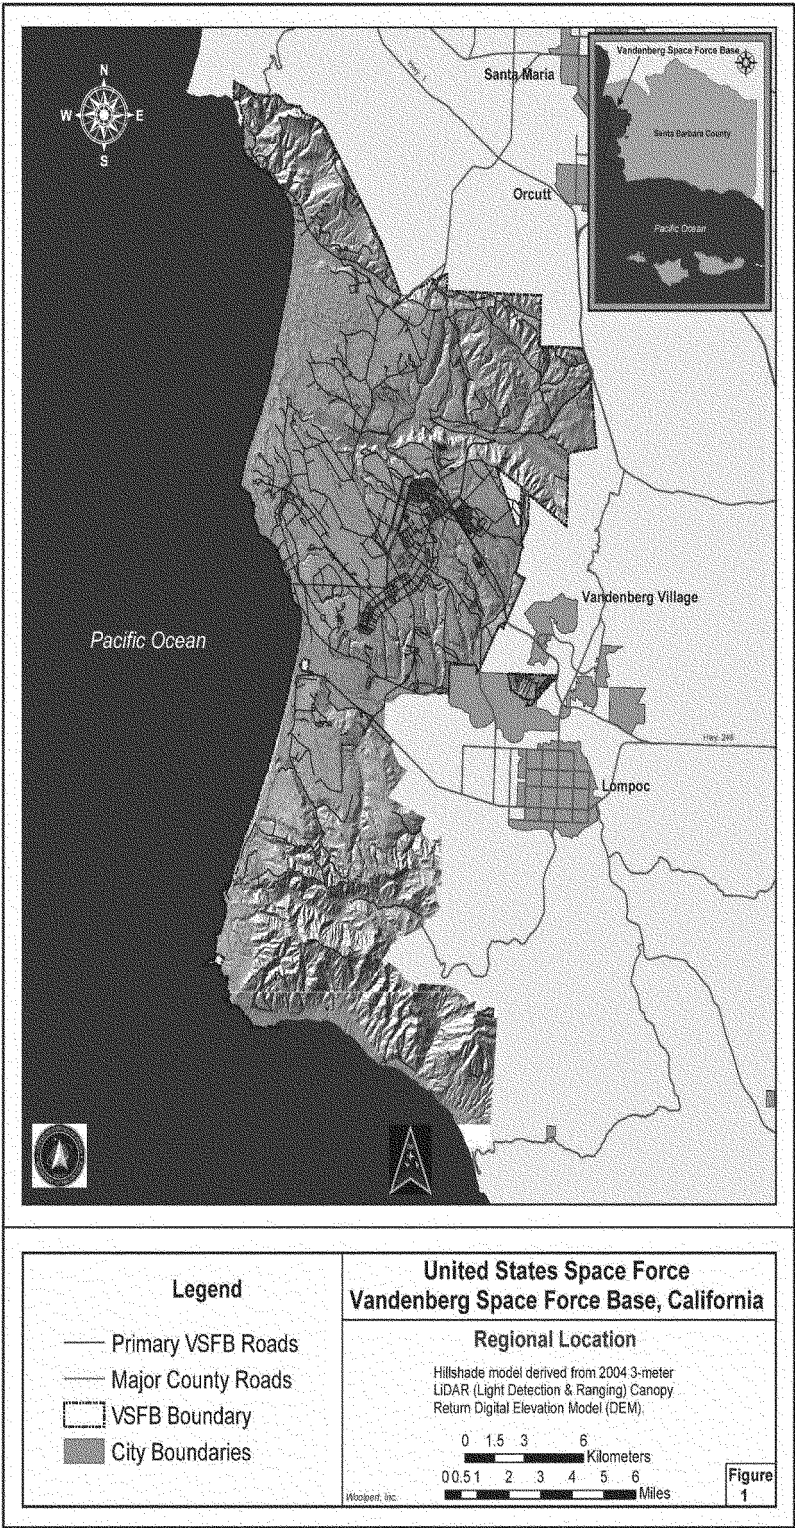 N
W
E
S
Hwy. 1
Santa Maria
Orcutt
Vandenberg Space Force Base
Santa Barbara County
Pacific Ocean
Pacific Ocean
Vandenberg Village
Hwy. 246
Lompoc
Legend
Primary VSFB Roads
Major County Roads
VSFB Boundary
City Boundaries
United States Space Force
Vandenberg Space Force Base, California
Regional Location
Hillshade model derived from 2004 3-meter
LiDAR (Light Detection & Ranging) Canopy
Return Digital Elevation Model (DEM).
0 1.5 3 6
Kilometers
0 0.5 1 2 3 4 5 6
Miles
Woolpert, Inc.
Figure
1